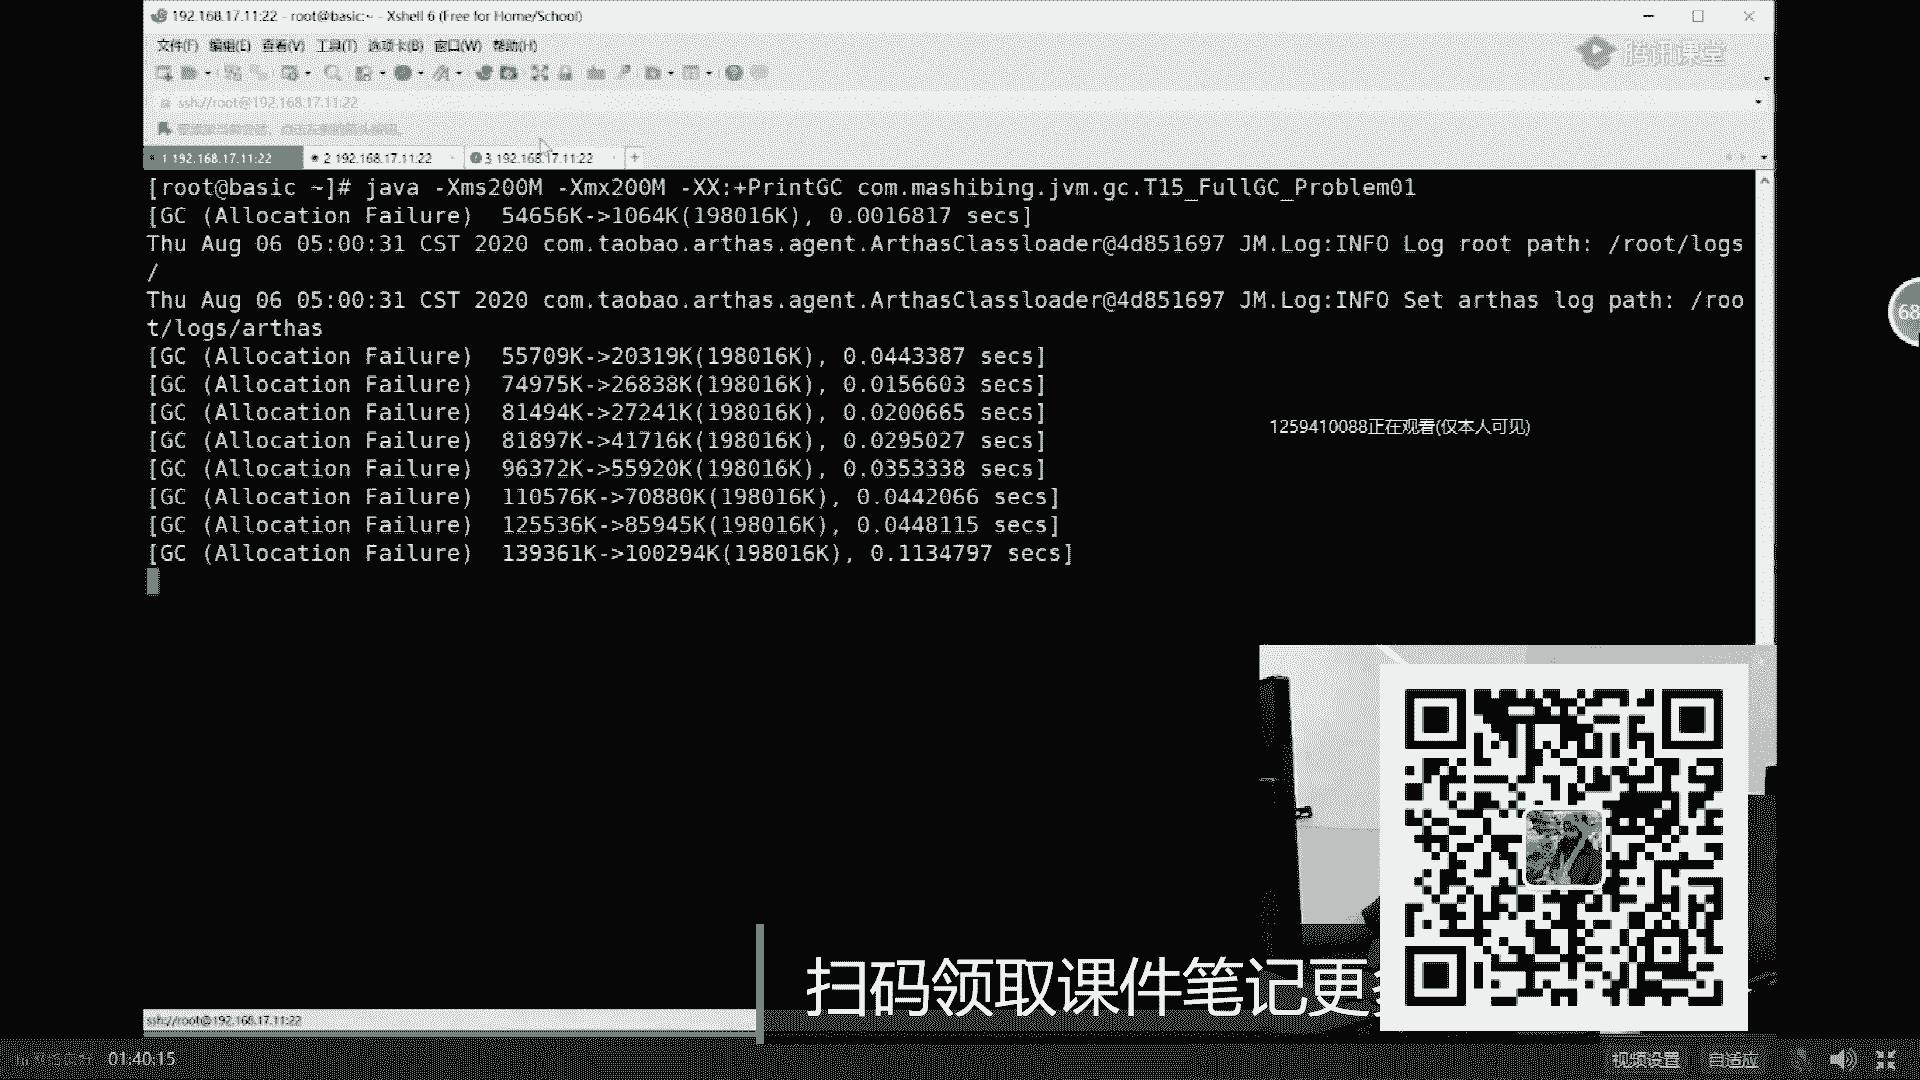 192.168.17.11:22 - root@basic:~ - Xshell 6 (Free for Home/School)
文件(F) 编辑(E) 查看(V) 工具(T) 选项卡(B) 窗口(W) 帮助(H)
腾讯课堂
ssh://root@192.168.17.11:22
1 192.168.17.11:22 2 192.168.17.11:22 3 192.168.17.11:22 +
[root@basic ~]# java -Xms200M -Xmx200M -XX:+PrintGC com.mashibing.jvm.gc.T15_FullGC_Problem01
[GC (Allocation Failure)  54656K->1064K(198016K), 0.0016817 secs]
Thu Aug 06 05:00:31 CST 2020 com.taobao.arthas.agent.ArthasClassloader@4d851697 JM.Log:INFO Log root path: /root/logs
/
Thu Aug 06 05:00:31 CST 2020 com.taobao.arthas.agent.ArthasClassloader@4d851697 JM.Log:INFO Set arthas log path: /roo
t/logs/arthas
[GC (Allocation Failure)  55709K->20319K(198016K), 0.0443387 secs]
[GC (Allocation Failure)  74975K->26838K(198016K), 0.0156603 secs]
[GC (Allocation Failure)  81494K->27241K(198016K), 0.0200665 secs]
[GC (Allocation Failure)  81897K->41716K(198016K), 0.0295027 secs]
[GC (Allocation Failure)  96372K->55920K(198016K), 0.0353338 secs]
[GC (Allocation Failure)  110576K->70880K(198016K), 0.0442066 secs]
[GC (Allocation Failure)  125536K->85945K(198016K), 0.0448115 secs]
[GC (Allocation Failure)  139361K->100294K(198016K), 0.1134797 secs]
68
1259410088正在观看(仅本人可见)
扫码领取课件笔记更
ssh://root@192.168.17.11:22
01:40:15
视频设置 自适应